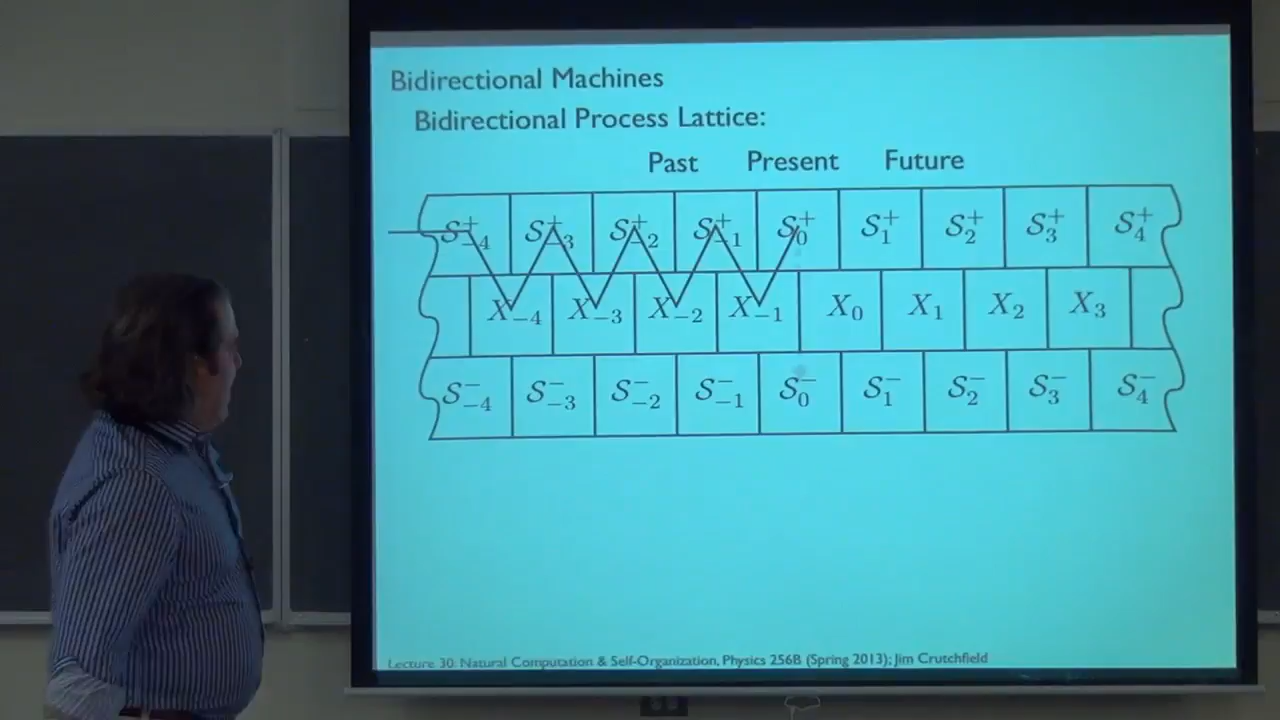 Bidirectional Machines
Bidirectional Process Lattice:
Past Present Future
S⁺₋₄ S⁺₋₃ S⁺₋₂ S⁺₋₁ S⁺₀ S⁺₁ S⁺₂ S⁺₃ S⁺₄
X₋₄ X₋₃ X₋₂ X₋₁ X₀ X₁ X₂ X₃
S⁻₋₄ S⁻₋₃ S⁻₋₂ S⁻₋₁ S⁻₀ S⁻₁ S⁻₂ S⁻₃ S⁻₄
Lecture 30: Natural Computation & Self-Organization, Physics 256B (Spring 2013); Jim Crutchfield